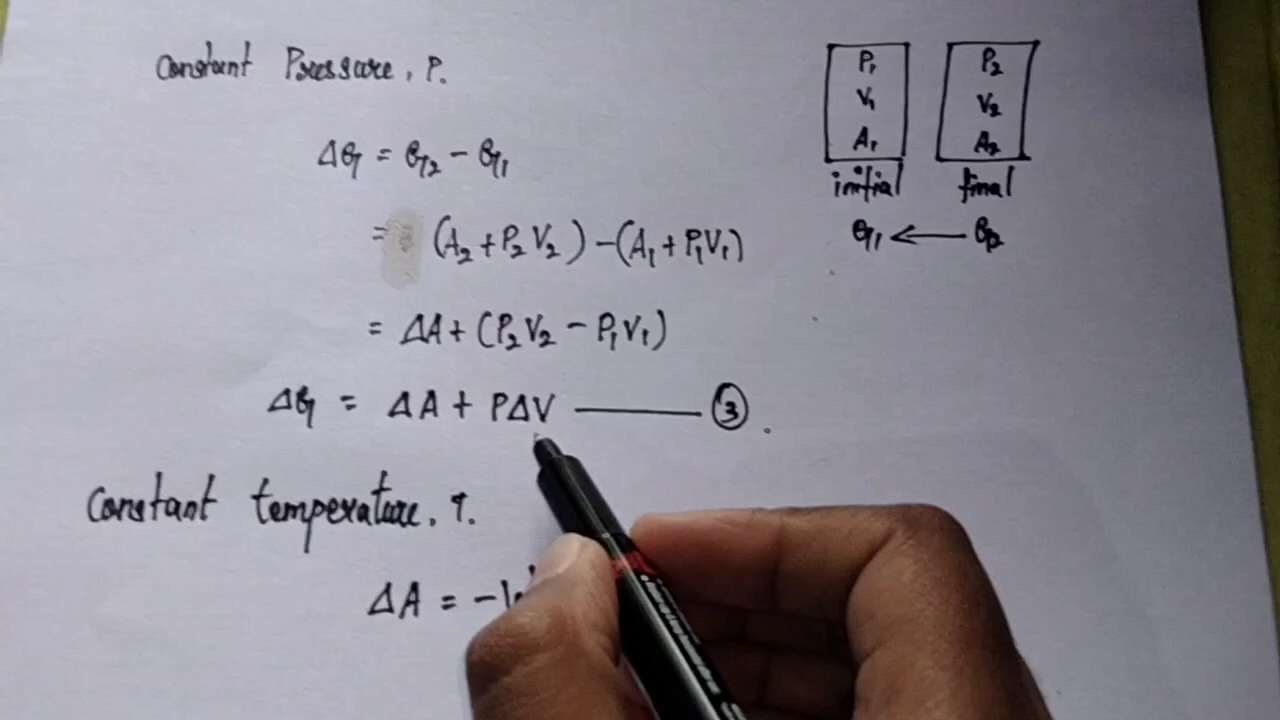 Constant Pressure, P.
ΔG = G₂ – G₁
= (A₂ + P₂V₂) – (A₁ + P₁V₁)
= ΔA + (P₂V₂ – P₁V₁)
ΔG = ΔA + PΔV ——— ③.
Constant temperature, T.
ΔA = –
P₁ P₂
V₁ V₂
A₁ A₂
initial final
G₁ ← G₂